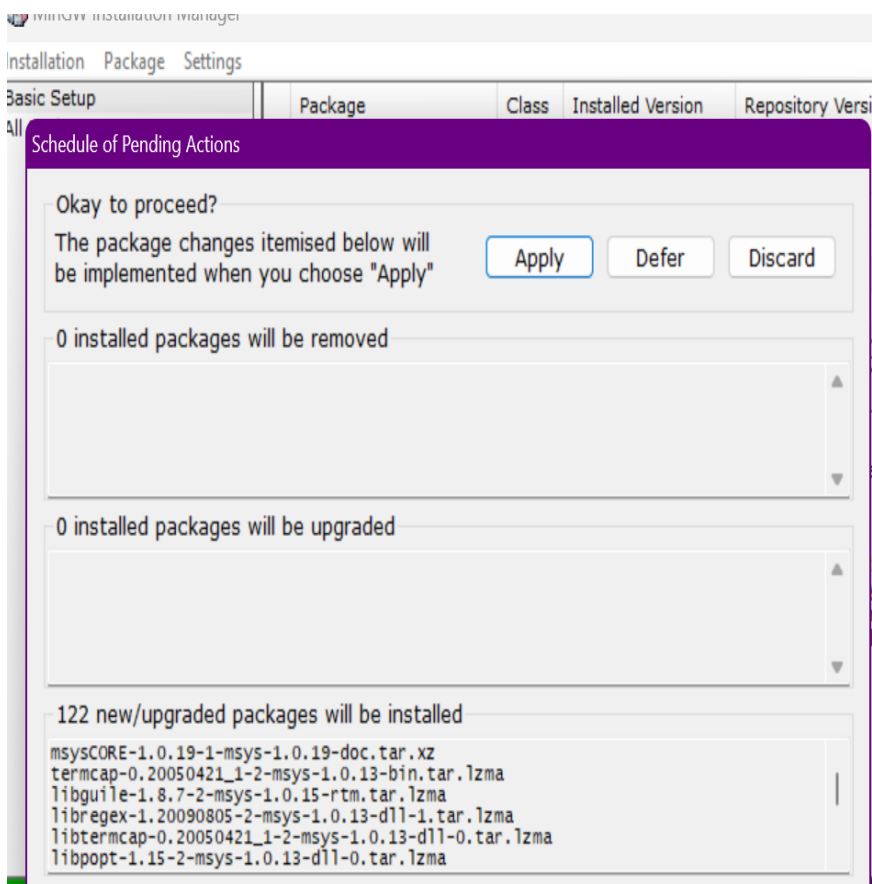 MinGW Installation Manager
Installation Package Settings
Basic Setup
Package Class Installed Version Repository Versi
All
Schedule of Pending Actions
Okay to proceed?
The package changes itemised below will
be implemented when you choose "Apply"
Apply Defer Discard
0 installed packages will be removed
0 installed packages will be upgraded
122 new/upgraded packages will be installed
msysCORE-1.0.19-1-msys-1.0.19-doc.tar.xz
termcap-0.20050421_1-2-msys-1.0.13-bin.tar.lzma
libguile-1.8.7-2-msys-1.0.15-rtm.tar.lzma
libregex-1.20090805-2-msys-1.0.13-dll-1.tar.lzma
libtermcap-0.20050421_1-2-msys-1.0.13-dll-0.tar.lzma
libpopt-1.15-2-msys-1.0.13-dll-0.tar.lzma